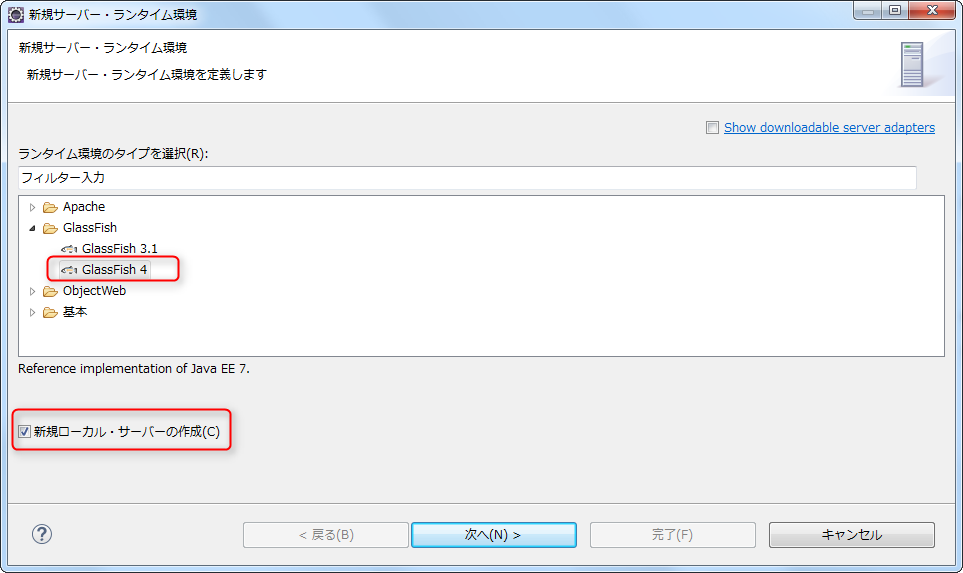 新規サーバー・ランタイム環境
新規サーバー・ランタイム環境
新規サーバー・ランタイム環境を定義します
Show downloadable server adapters
ランタイム環境のタイプを選択(R):
フィルター入力
Apache
GlassFish
GlassFish 3.1
GlassFish 4
ObjectWeb
基本
Reference implementation of Java EE 7.
新規ローカル・サーバーの作成(C)
?
< 戻る(B)
次へ(N) >
完了(F)
キャンセル